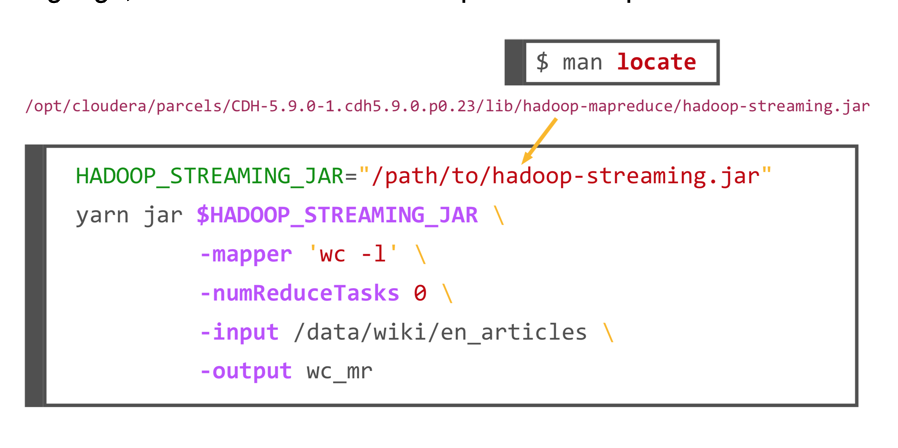 $ man locate
/opt/cloudera/parcels/CDH-5.9.0-1.cdh5.9.0.p0.23/lib/hadoop-mapreduce/hadoop-streaming.jar
HADOOP_STREAMING_JAR="/path/to/hadoop-streaming.jar"
yarn jar $HADOOP_STREAMING_JAR \
-mapper 'wc -l' \
-numReduceTasks 0 \
-input /data/wiki/en_articles \
-output wc_mr